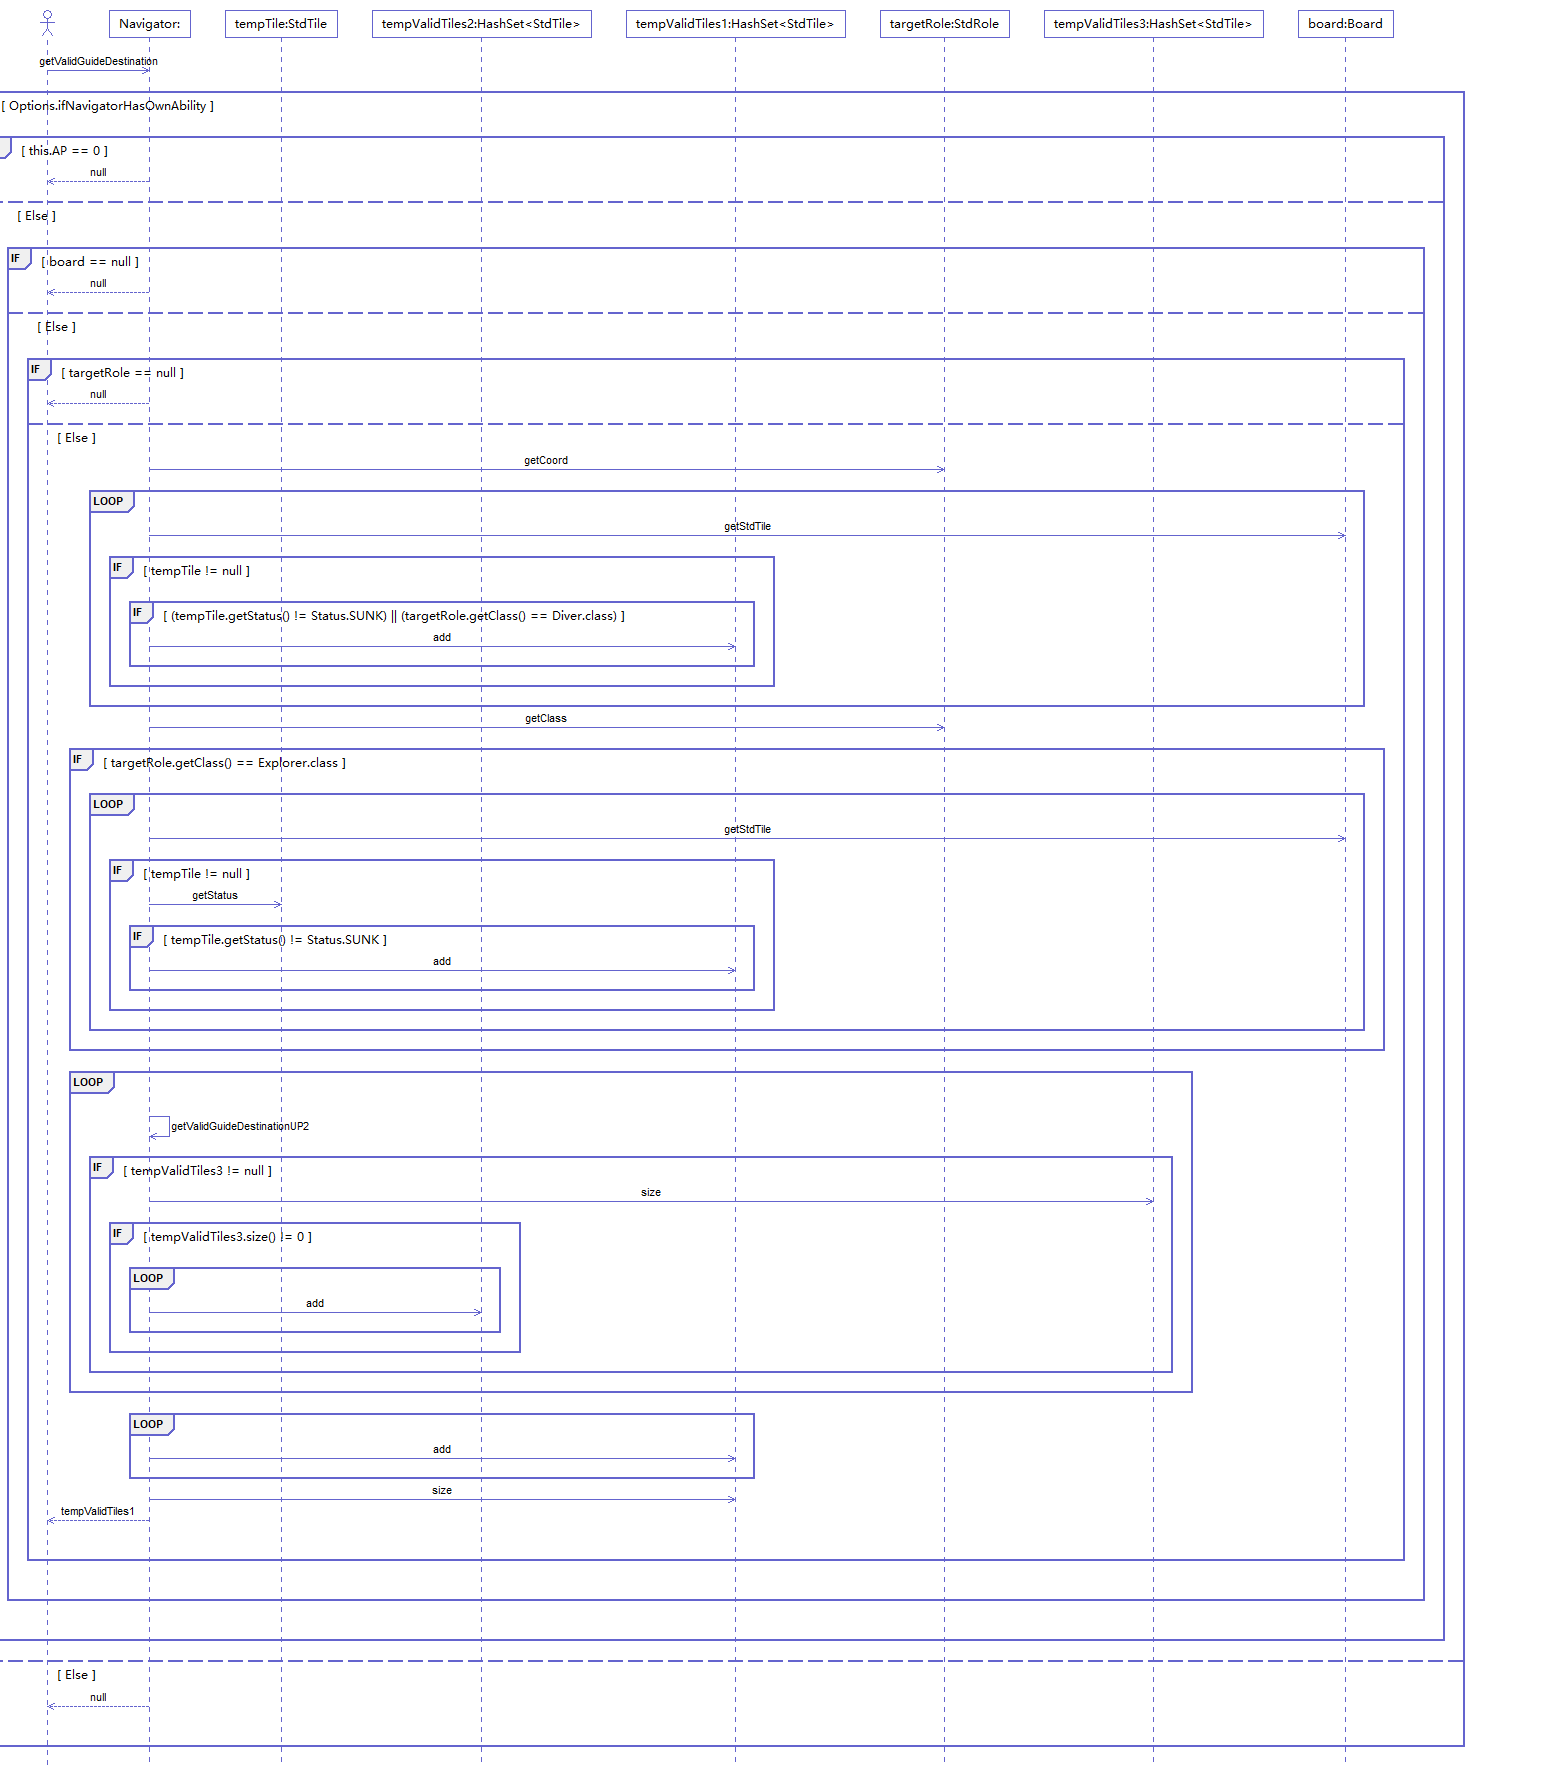 Navigator:
tempTile:StdTile
tempValidTiles2:HashSet<StdTile>
tempValidTiles1:HashSet<StdTile>
targetRole:StdRole
tempValidTiles3:HashSet<StdTile>
board:Board
getValidGuideDestination
[ Options.ifNavigatorHasOwnAbility ]
[ this.AP == 0 ]
null
[ Else ]
IF
[ board == null ]
null
[ Else ]
IF
[ targetRole == null ]
null
[ Else ]
getCoord
LOOP
getStdTile
IF
[ tempTile != null ]
IF
[ (tempTile.getStatus() != Status.SUNK) || (targetRole.getClass() == Diver.class) ]
add
getClass
IF
[ targetRole.getClass() == Explorer.class ]
LOOP
getStdTile
IF
[ tempTile != null ]
getStatus
IF
[ tempTile.getStatus() != Status.SUNK ]
add
LOOP
getValidGuideDestinationUP2
IF
[ tempValidTiles3 != null ]
size
IF
[ tempValidTiles3.size() != 0 ]
LOOP
add
LOOP
add
size
tempValidTiles1
[ Else ]
null